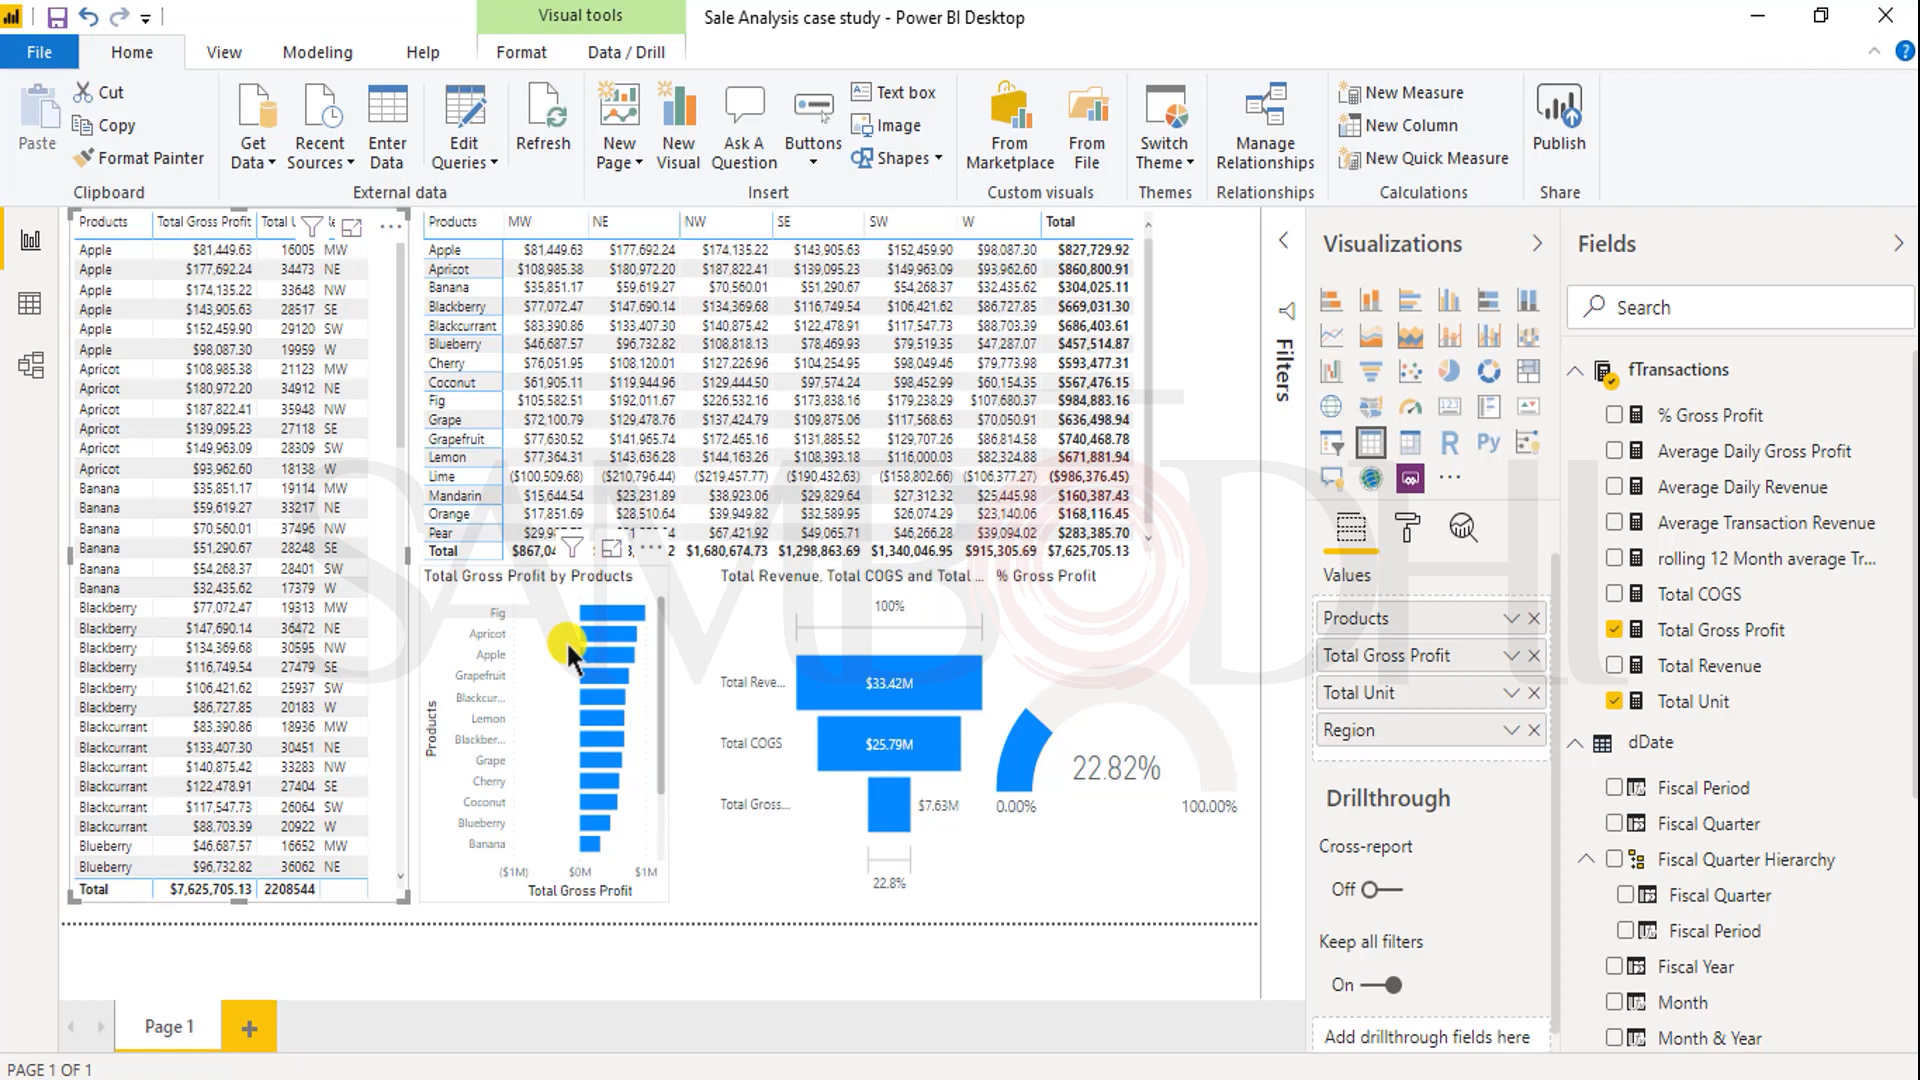 Visual tools
Sale Analysis case study - Power BI Desktop
File Home View Modeling Help Format Data / Drill
Paste
Cut
Copy
Format Painter
Clipboard
Get Data
Recent Sources
Enter Data
Edit Queries
Refresh
External data
New Page
New Visual
Ask A Question
Buttons
Text box
Image
Shapes
Insert
From Marketplace
From File
Custom visuals
Switch Theme
Themes
Manage Relationships
Relationships
New Measure
New Column
New Quick Measure
Calculations
Publish
Share
Products Total Gross Profit Total
Apple $81,449.63 16005 MW
Apple $177,692.24 34473 NE
Apple $174,135.22 33648 NW
Apple $143,905.63 28517 SE
Apple $152,459.90 29120 SW
Apple $98,087.30 19959 W
Apricot $108,985.38 21123 MW
Apricot $180,972.20 34912 NE
Apricot $187,822.41 35948 NW
Apricot $139,095.23 27118 SE
Apricot $149,963.09 28309 SW
Apricot $93,962.60 18138 W
Banana $35,851.17 19114 MW
Banana $59,619.27 33217 NE
Banana $70,560.01 37496 NW
Banana $51,290.67 28248 SE
Banana $54,268.37 28401 SW
Banana $32,435.62 17379 W
Blackberry $77,072.47 19313 MW
Blackberry $147,690.14 36472 NE
Blackberry $134,369.68 30595 NW
Blackberry $116,749.54 27479 SE
Blackberry $106,421.62 25937 SW
Blackberry $86,727.85 20183 W
Blackcurrant $83,390.86 18936 MW
Blackcurrant $133,407.30 30451 NE
Blackcurrant $140,875.42 33283 NW
Blackcurrant $122,478.91 27404 SE
Blackcurrant $117,547.73 26064 SW
Blackcurrant $88,703.39 20922 W
Blueberry $46,687.57 16652 MW
Blueberry $96,732.82 36062 NE
Total $7,625,705.13 2208544
Products MW NE NW SE SW W Total
Apple $81,449.63 $177,692.24 $174,135.22 $143,905.63 $152,459.90 $98,087.30 $827,729.92
Apricot $108,985.38 $180,972.20 $187,822.41 $139,095.23 $149,963.09 $93,962.60 $860,800.91
Banana $35,851.17 $59,619.27 $70,560.01 $51,290.67 $54,268.37 $32,435.62 $304,025.11
Blackberry $77,072.47 $147,690.14 $134,369.68 $116,749.54 $106,421.62 $86,727.85 $669,031.30
Blackcurrant $83,390.86 $133,407.30 $140,875.42 $122,478.91 $117,547.73 $88,703.39 $686,403.61
Blueberry $46,687.57 $96,732.82 $108,818.13 $78,469.93 $79,519.35 $47,287.07 $457,514.87
Cherry $76,051.95 $108,120.01 $127,226.96 $104,254.95 $98,049.46 $79,773.98 $593,477.31
Coconut $61,905.11 $119,944.96 $129,444.50 $97,574.24 $98,452.99 $60,154.35 $567,476.15
Fig $105,582.51 $192,011.67 $226,532.16 $173,838.16 $179,238.29 $107,680.37 $984,883.16
Grape $72,100.79 $129,478.76 $137,424.79 $109,875.06 $117,568.63 $70,050.91 $636,498.94
Grapefruit $77,630.52 $141,965.74 $172,465.16 $131,885.52 $129,707.26 $86,814.58 $740,468.78
Lemon $77,364.31 $143,636.28 $144,163.26 $108,393.18 $116,000.03 $82,324.88 $671,881.94
Lime ($100,509.68) ($210,796.44) ($219,457.77) ($190,432.63) ($158,802.66) ($106,377.27) ($986,376.45)
Mandarin $15,644.54 $23,231.89 $38,923.06 $29,829.64 $27,312.32 $25,445.98 $160,387.43
Orange $17,851.69 $28,510.64 $39,949.82 $32,589.95 $26,074.29 $23,140.06 $168,116.45
Pear $67,421.92 $49,065.71 $46,266.28 $39,094.02 $283,385.70
Total $1,680,674.73 $1,298,863.69 $1,340,046.95 $915,305.69 $7,625,705.13
Total Gross Profit by Products
Products
Fig
Apricot
Apple
Grapefruit
Blackcur...
Lemon
Blackber...
Grape
Cherry
Coconut
Blueberry
Banana
($1M) $0M $1M
Total Gross Profit
Total Revenue, Total COGS and Total ...
100%
Total Reve... $33.42M
Total COGS $25.79M
Total Gross... $7.63M
22.8%
% Gross Profit
22.82%
0.00% 100.00%
SAMBODHI
Filters
Visualizations
Values
Products
Total Gross Profit
Total Unit
Region
Drillthrough
Cross-report
Off
Keep all filters
On
Add drillthrough fields here
Fields
Search
fTransactions
% Gross Profit
Average Daily Gross Profit
Average Daily Revenue
Average Transaction Revenue
rolling 12 Month average Tr...
Total COGS
Total Gross Profit
Total Revenue
Total Unit
dDate
Fiscal Period
Fiscal Quarter
Fiscal Quarter Hierarchy
Fiscal Quarter
Fiscal Period
Fiscal Year
Month
Month & Year
Page 1
PAGE 1 OF 1